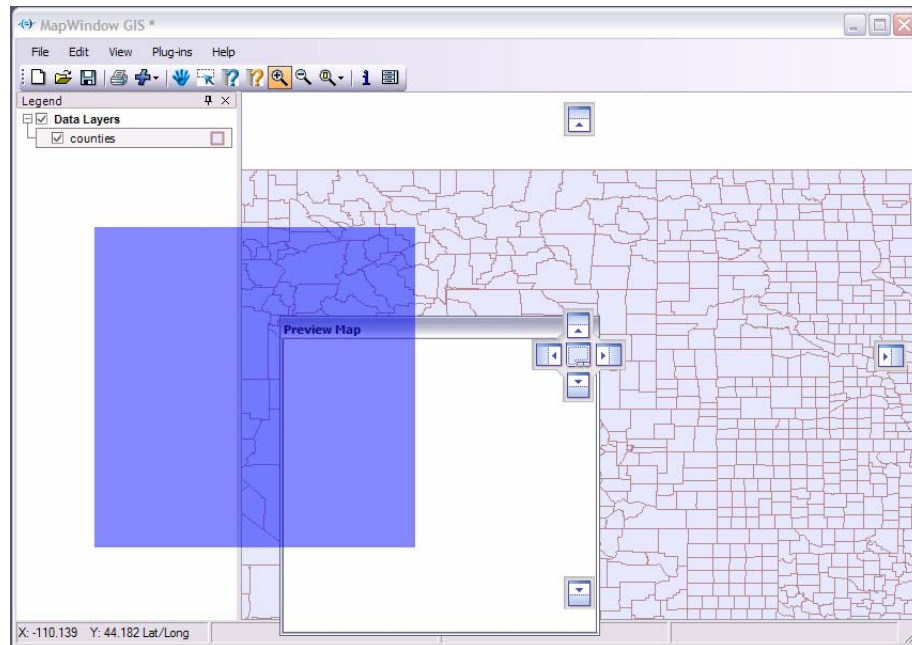 MapWindow GIS *
File Edit View Plug-ins Help
Legend
Data Layers
counties
Preview Map
X: -110.139 Y: 44.182 Lat/Long